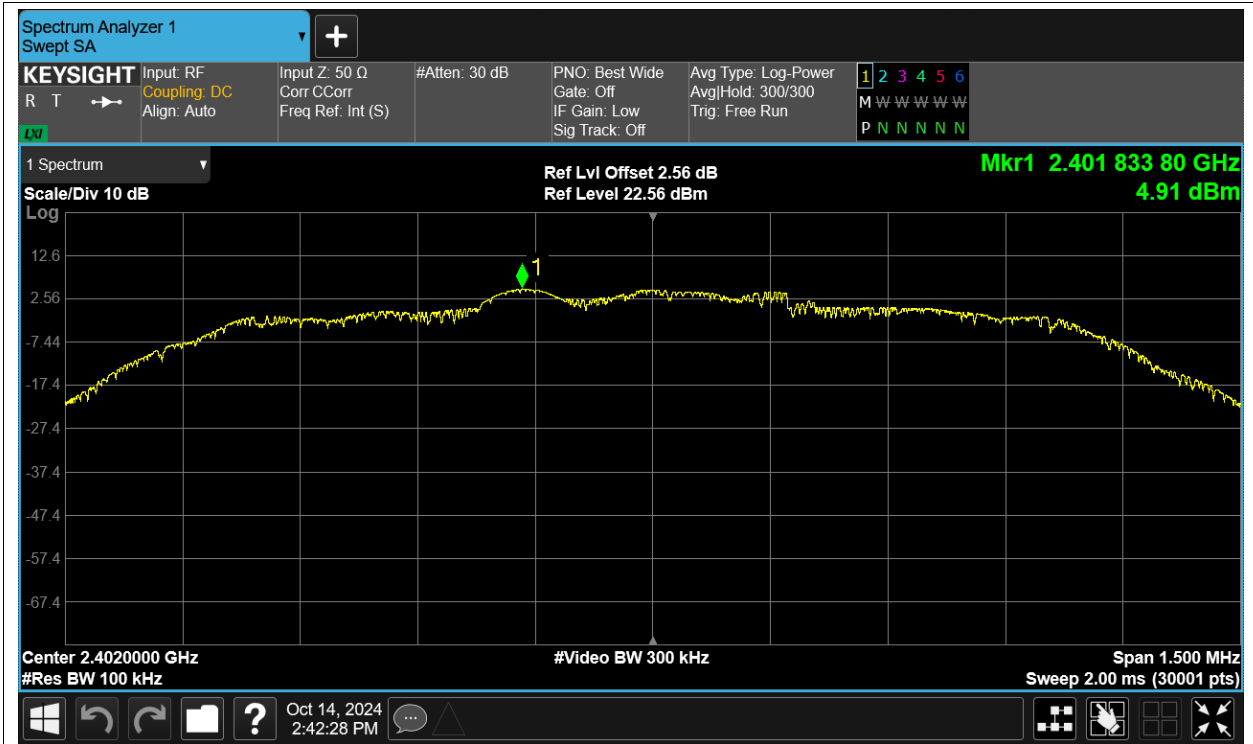 Spectrum Analyzer 1
Swept SA
KEYSIGHT
R T
LXI
Input: RF
Coupling: DC
Align: Auto
Input Z: 50 Ω
Corr CCorr
Freq Ref: Int (S)
#Atten: 30 dB
PNO: Best Wide
Gate: Off
IF Gain: Low
Sig Track: Off
Avg Type: Log-Power
Avg|Hold: 300/300
Trig: Free Run
1 2 3 4 5 6
M W W W W W
P N N N N N
1 Spectrum
Scale/Div 10 dB
Log
Ref Lvl Offset 2.56 dB
Ref Level 22.56 dBm
Mkr1 2.401 833 80 GHz
4.91 dBm
12.6
1
2.56
-7.44
-17.4
-27.4
-37.4
-47.4
-57.4
-67.4
Center 2.4020000 GHz
#Video BW 300 kHz
Span 1.500 MHz
#Res BW 100 kHz
Sweep 2.00 ms (30001 pts)
?
Oct 14, 2024
2:42:28 PM